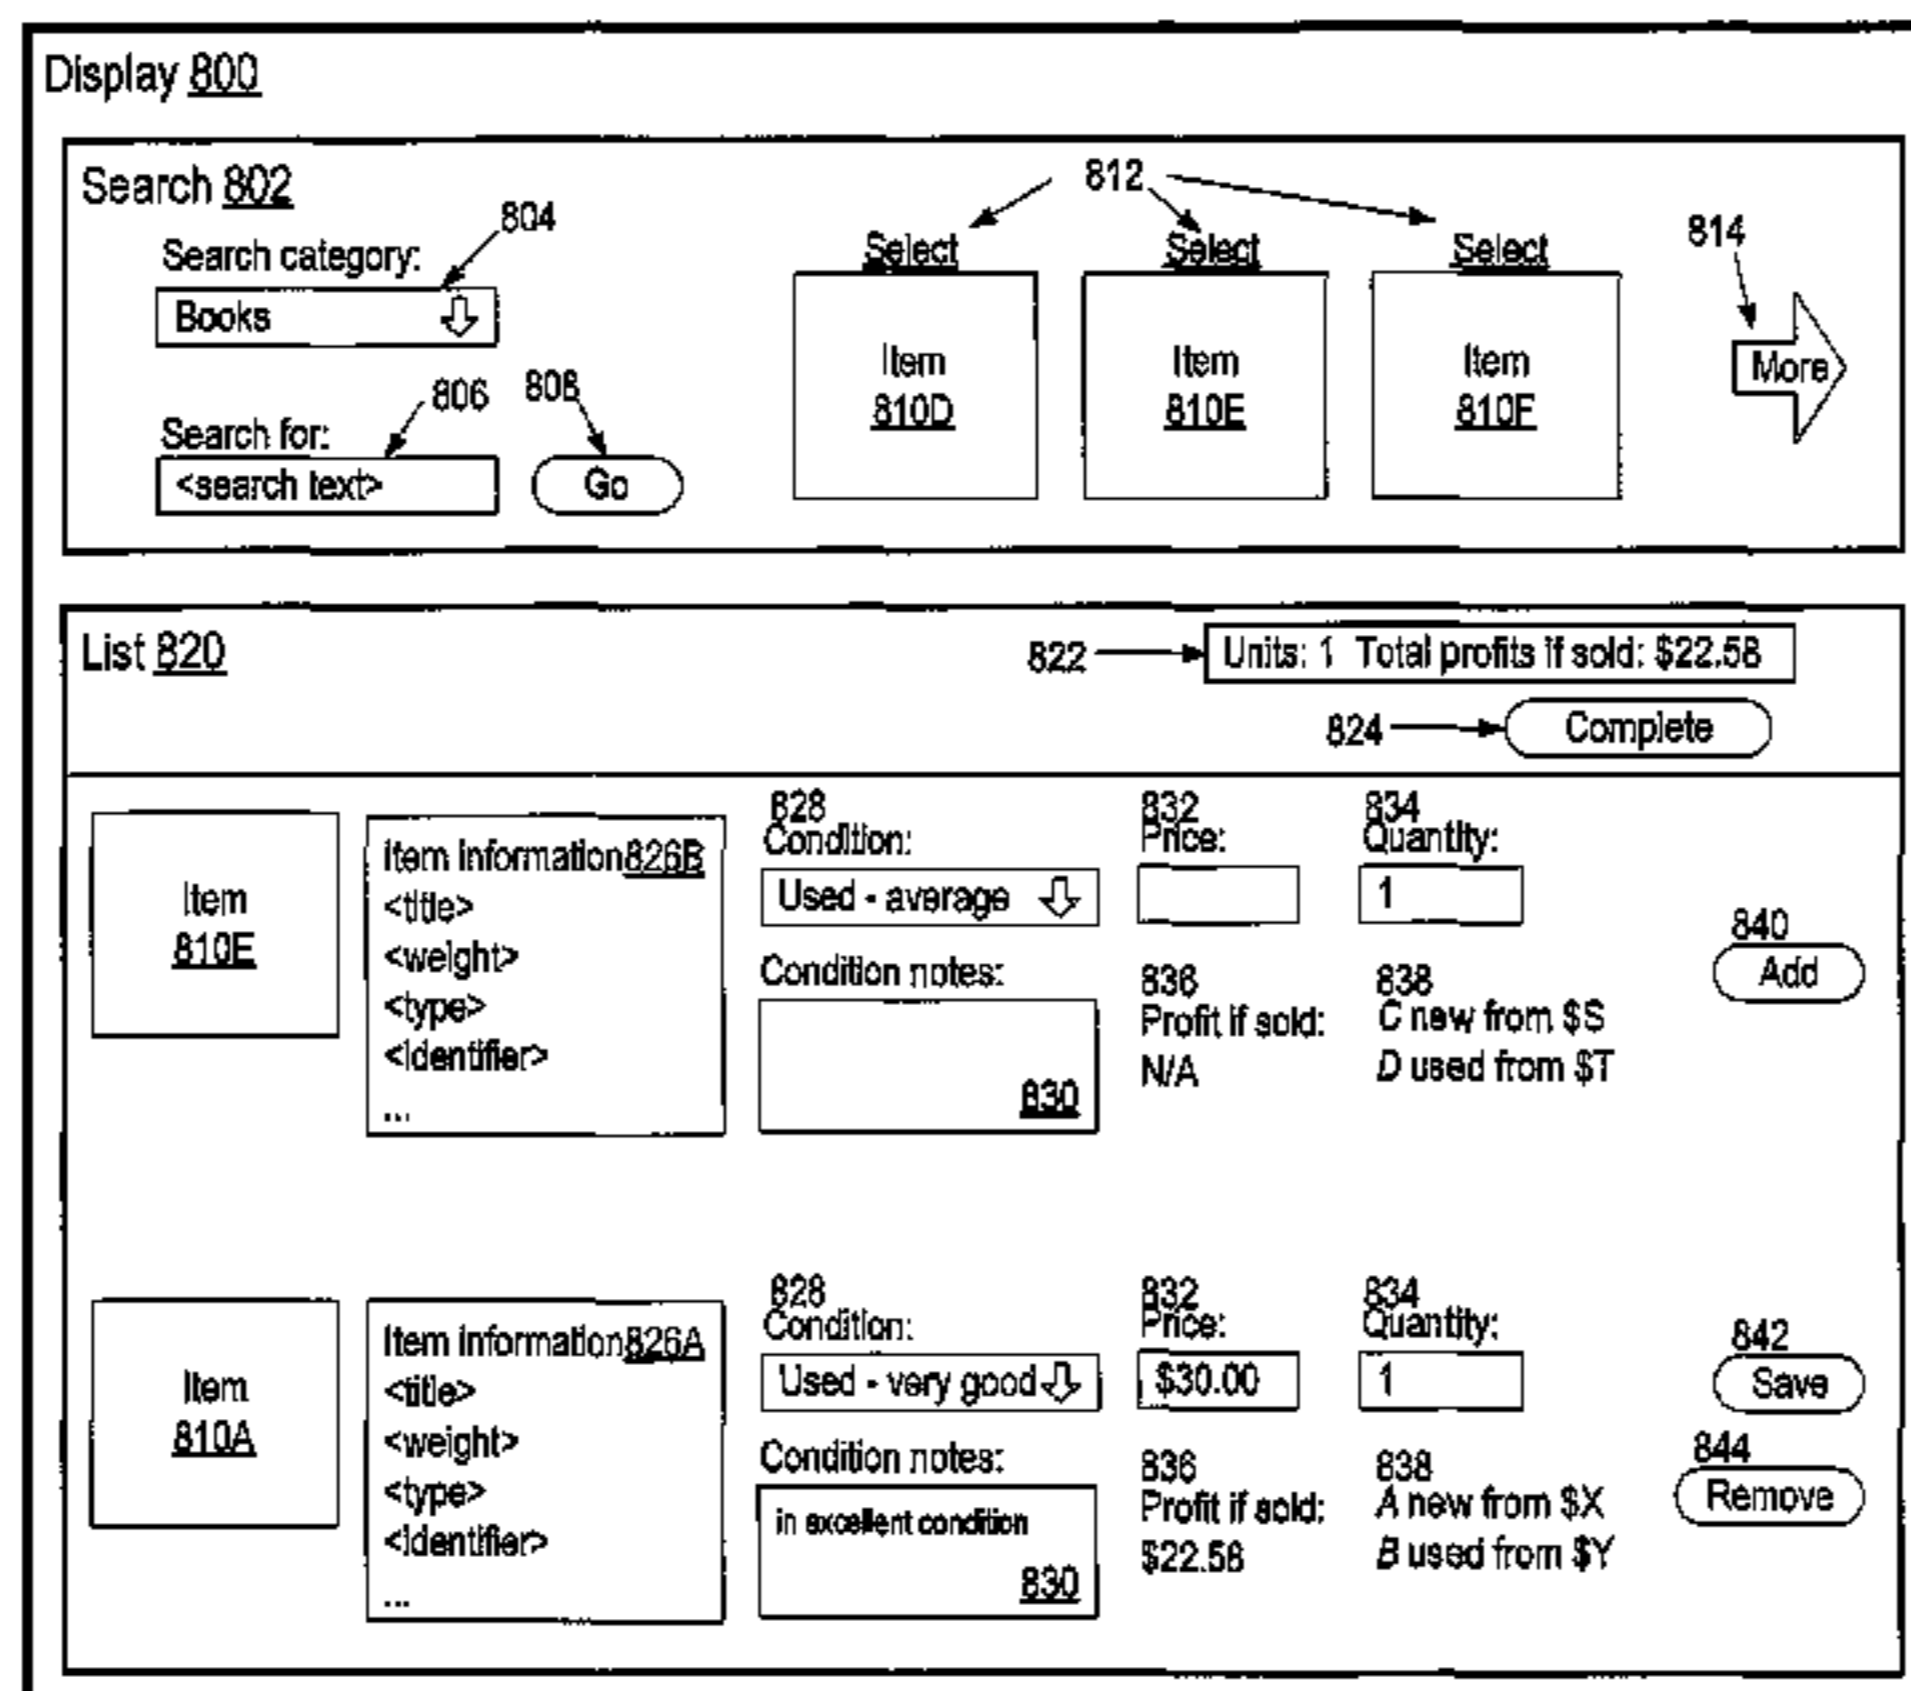 Display 800
Search 802
804
Search category:
Books
806
808
Search for:
<search text>
Go
812
Select
Select
Select
Item
810D
Item
810E
Item
810F
814
More
List 820
822
Units: 1 Total profits if sold: $22.58
824
Complete
Item
810E
Item information 826B
<title>
<weight>
<type>
<identifier>
...
828
Condition:
Used - average
Condition notes:
830
832
Price:
834
Quantity:
1
836
Profit if sold:
N/A
838
C new from $S
D used from $T
840
Add
Item
810A
Item information 826A
<title>
<weight>
<type>
<identifier>
...
828
Condition:
Used - very good
Condition notes:
in excellent condition
830
832
Price:
$30.00
834
Quantity:
1
836
Profit if sold:
$22.58
838
A new from $X
B used from $Y
842
Save
844
Remove